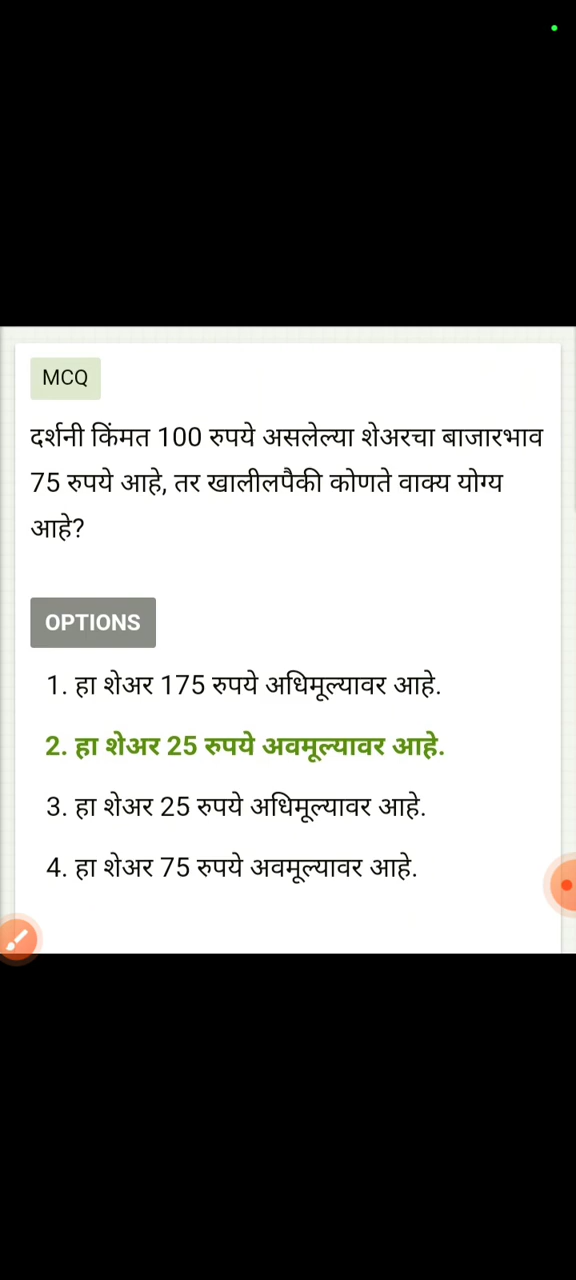 MCQ
दर्शनी किंमत 100 रुपये असलेल्या शेअरचा बाजारभाव
75 रुपये आहे, तर खालीलपैकी कोणते वाक्य योग्य
आहे?
OPTIONS
1. हा शेअर 175 रुपये अधिमूल्यावर आहे.
2. हा शेअर 25 रुपये अवमूल्यावर आहे.
3. हा शेअर 25 रुपये अधिमूल्यावर आहे.
4. हा शेअर 75 रुपये अवमूल्यावर आहे.